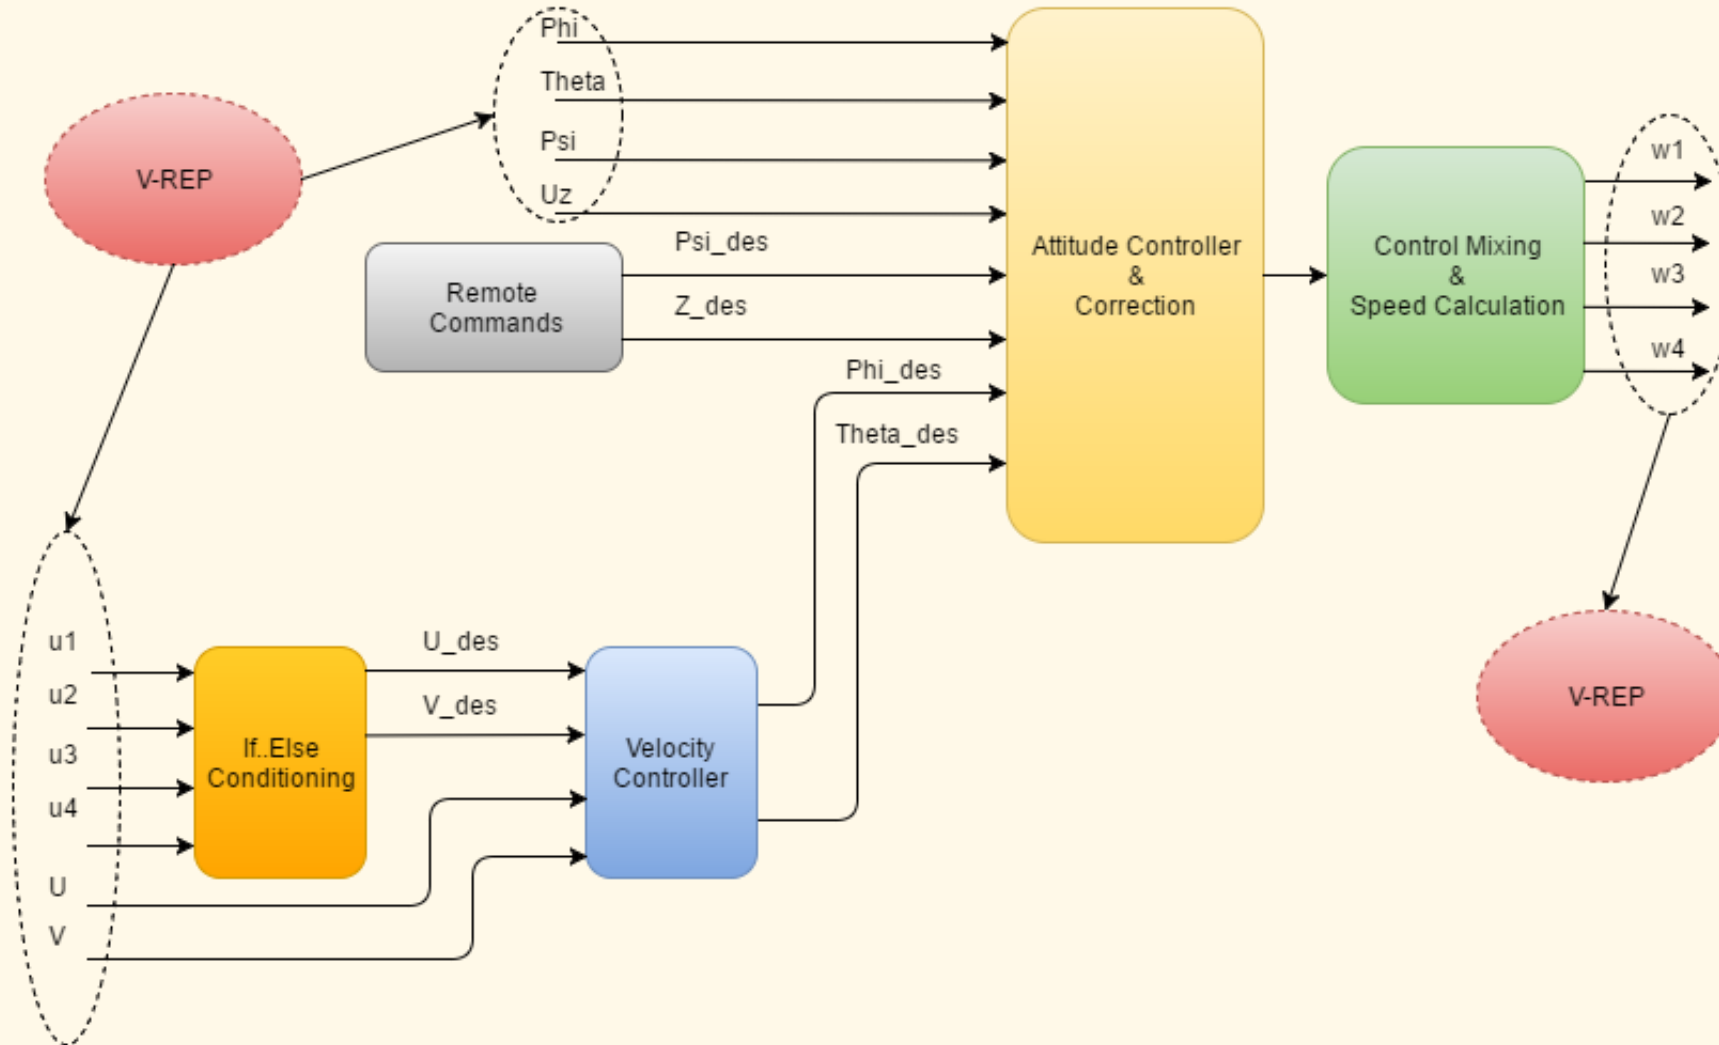 Phi
Theta
Psi
Uz
V-REP
Psi_des
Z_des
Remote
Commands
Phi_des
Theta_des
Attitude Controller
&
Correction
Control Mixing
&
Speed Calculation
w1
w2
w3
w4
V-REP
u1
u2
u3
u4
U
V
If..Else
Conditioning
U_des
V_des
Velocity
Controller